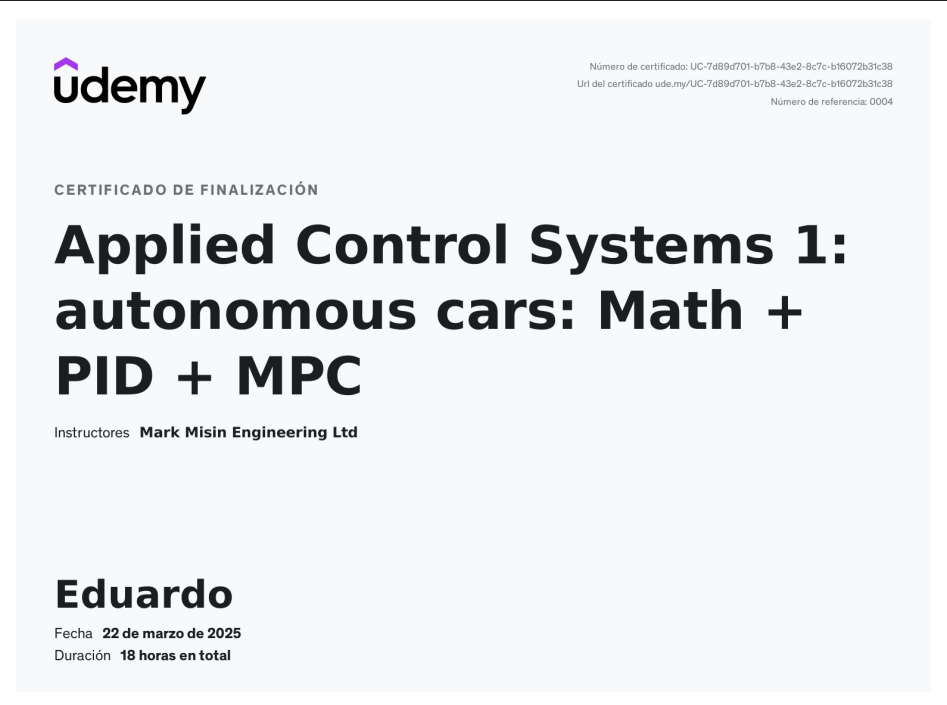 udemy
Número de certificado: UC-7d89d701-b7b8-43e2-8c7c-b16072b31c38
Url del certificado ude.my/UC-7d89d701-b7b8-43e2-8c7c-b16072b31c38
Número de referencia: 0004
CERTIFICADO DE FINALIZACIÓN
Applied Control Systems 1:
autonomous cars: Math +
PID + MPC
Instructores Mark Misin Engineering Ltd
Eduardo
Fecha 22 de marzo de 2025
Duración 18 horas en total